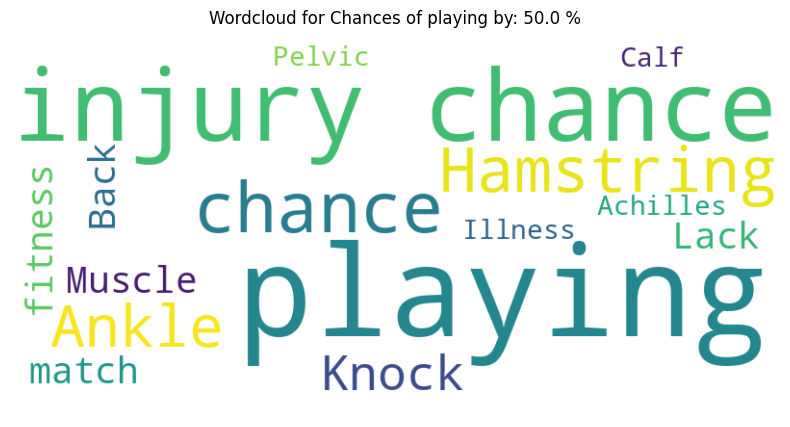 Wordcloud for Chances of playing by: 50.0 %
Pelvic
Calf
injury chance
Hamstring
Back
fitness
chance
Achilles
Illness
Lack
playing
Muscle
Ankle
match
Knock